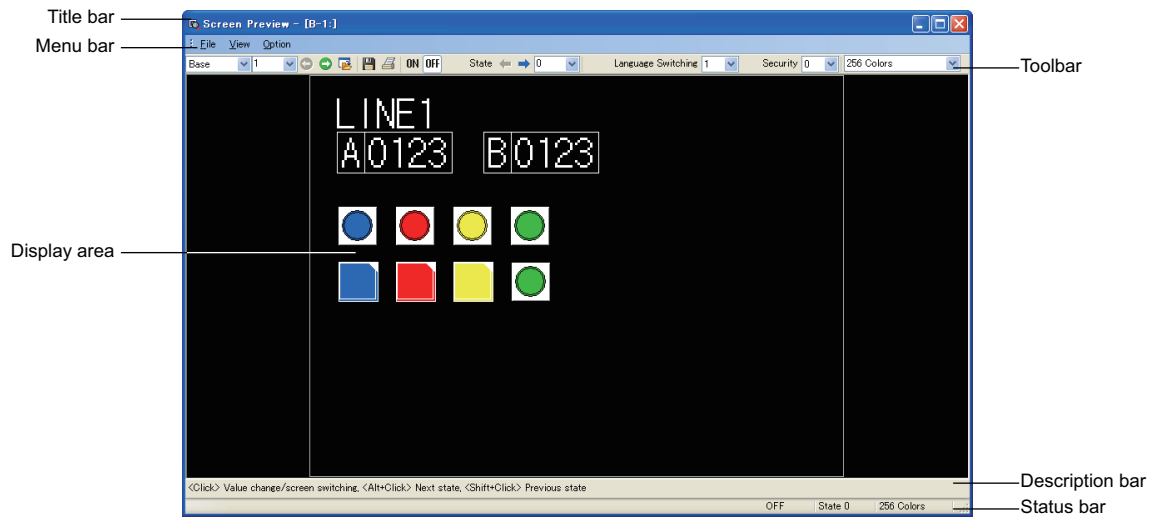 Title bar
Screen Preview - [B-1:]
Menu bar
File View Option
Base 1 ON OFF State 0 Language Switching 1 Security 0 256 Colors
Toolbar
LINE1
A 0123 B 0123
Display area
<Click> Value change/screen switching, <Alt+Click> Next state, <Shift+Click> Previous state
Description bar
OFF State 0 256 Colors
Status bar